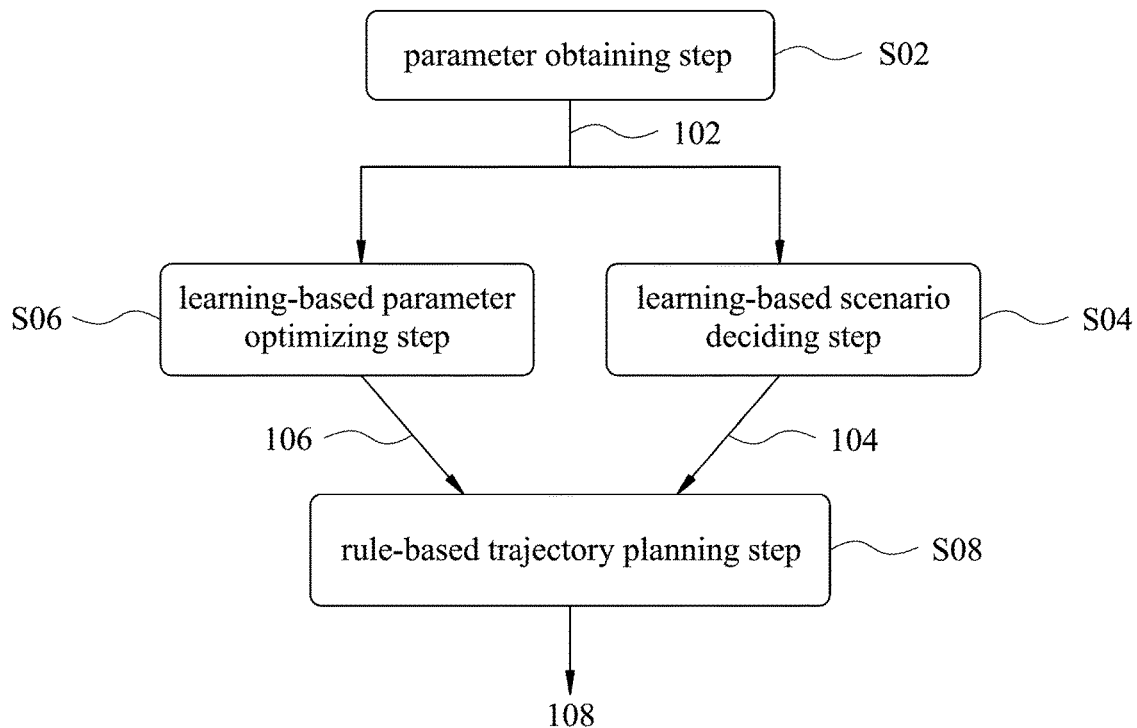 parameter obtaining step
S02
102
learning-based parameter
optimizing step
S06
learning-based scenario
deciding step
S04
106
104
rule-based trajectory planning step
S08
108